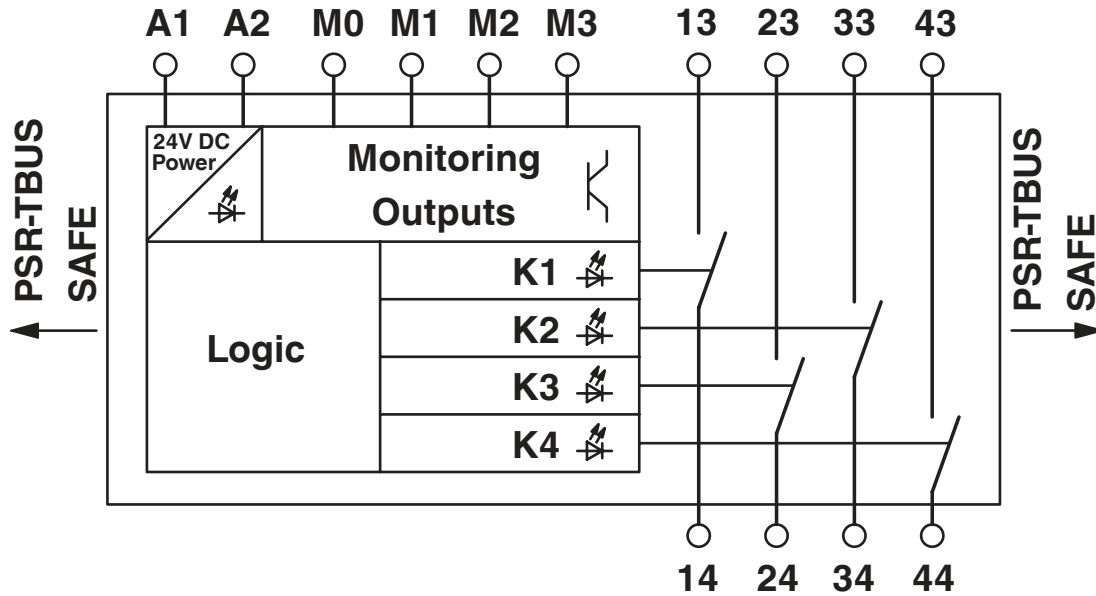 A1 A2 M0 M1 M2 M3 13 23 33 43
PSR-TBUS
SAFE
24V DC
Power
Monitoring
Outputs
Logic
K1
K2
K3
K4
PSR-TBUS
SAFE
14 24 34 44